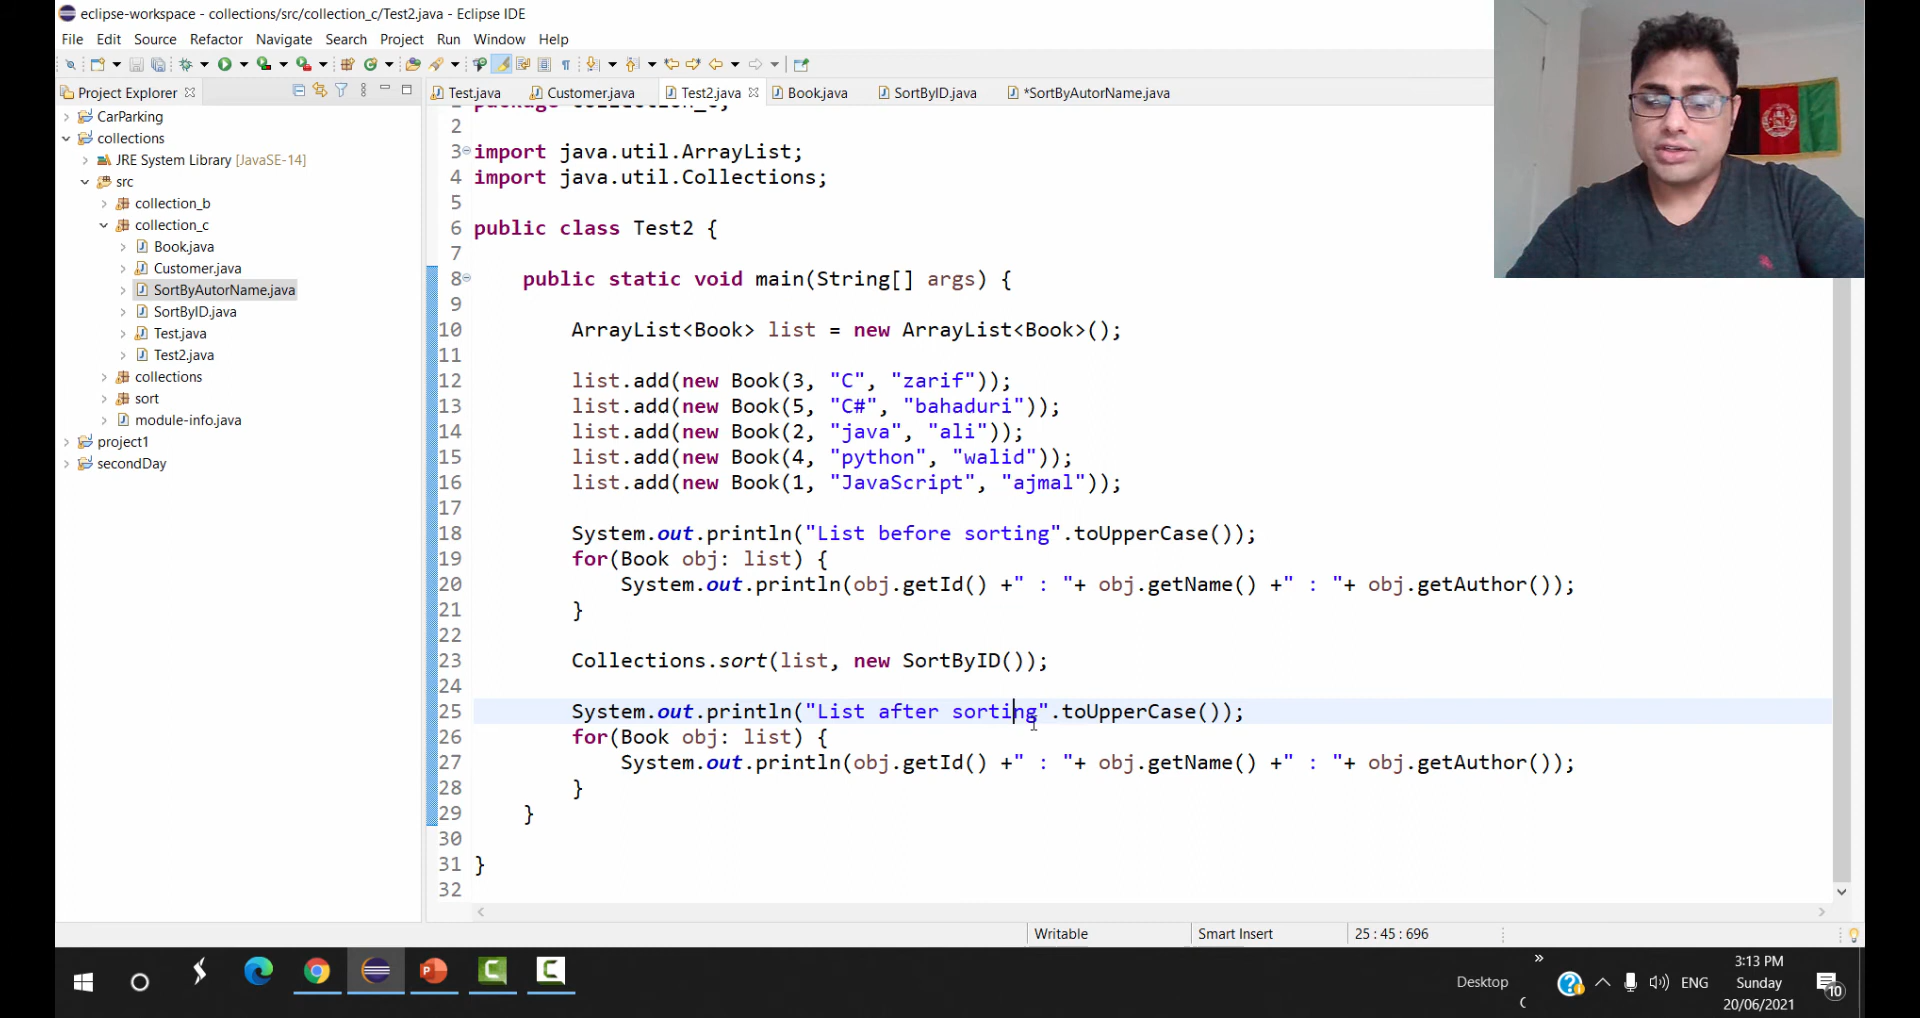 eclipse-workspace - collections/src/collection_c/Test2.java - Eclipse IDE
File Edit Source Refactor Navigate Search Project Run Window Help
Project Explorer
Test.java Customer.java Test2.java Book.java SortByID.java *SortByAutorName.java
CarParking
collections
JRE System Library [JavaSE-14]
src
collection_b
collection_c
Book.java
Customer.java
SortByAutorName.java
SortByID.java
Test.java
Test2.java
collections
sort
module-info.java
project1
secondDay
2
3 import java.util.ArrayList;
4 import java.util.Collections;
5
6 public class Test2 {
7
8 public static void main(String[] args) {
9
10 ArrayList<Book> list = new ArrayList<Book>();
11
12 list.add(new Book(3, "C", "zarif"));
13 list.add(new Book(5, "C#", "bahaduri"));
14 list.add(new Book(2, "java", "ali"));
15 list.add(new Book(4, "python", "walid"));
16 list.add(new Book(1, "JavaScript", "ajmal"));
17
18 System.out.println("List before sorting".toUpperCase());
19 for(Book obj: list) {
20 System.out.println(obj.getId() +" : "+ obj.getName() +" : "+ obj.getAuthor());
21 }
22
23 Collections.sort(list, new SortByID());
24
25 System.out.println("List after sorting".toUpperCase());
26 for(Book obj: list) {
27 System.out.println(obj.getId() +" : "+ obj.getName() +" : "+ obj.getAuthor());
28 }
29 }
30
31 }
32
Writable Smart Insert 25 : 45 : 696
Desktop
ENG
3:13 PM
Sunday
20/06/2021
10